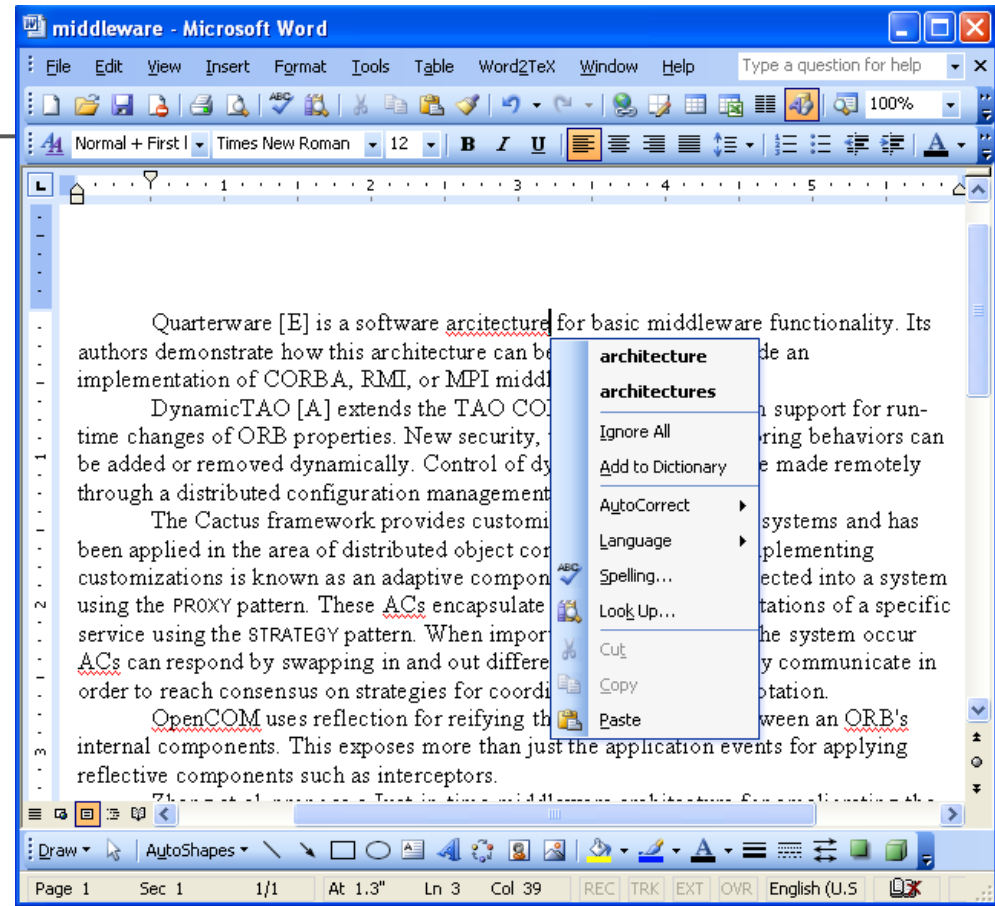 middleware - Microsoft Word
File Edit View Insert Format Tools Table Word2TeX Window Help Type a question for help
100%
Normal + First l Times New Roman 12 B I U A
1 2 3 4 5
Quarterware [E] is a software arcitecture for basic middleware functionality. Its
authors demonstrate how this architecture can be de an
implementation of CORBA, RMI, or MPI middl
DynamicTAO [A] extends the TAO CO support for run-
time changes of ORB properties. New security, ring behaviors can
be added or removed dynamically. Control of dy made remotely
through a distributed configuration management
The Cactus framework provides customi systems and has
been applied in the area of distributed object co plementing
customizations is known as an adaptive compon ected into a system
using the PROXY pattern. These ACs encapsulate tations of a specific
service using the STRATEGY pattern. When impor he system occur
ACs can respond by swapping in and out differe y communicate in
order to reach consensus on strategies for coordi tation.
OpenCOM uses reflection for reifying th ween an ORB's
internal components. This exposes more than just the application events for applying
reflective components such as interceptors.
architecture
architectures
Ignore All
Add to Dictionary
AutoCorrect
Language
Spelling...
Look Up...
Cut
Copy
Paste
Draw AutoShapes
Page 1 Sec 1 1/1 At 1.3" Ln 3 Col 39 REC TRK EXT OVR English (U.S